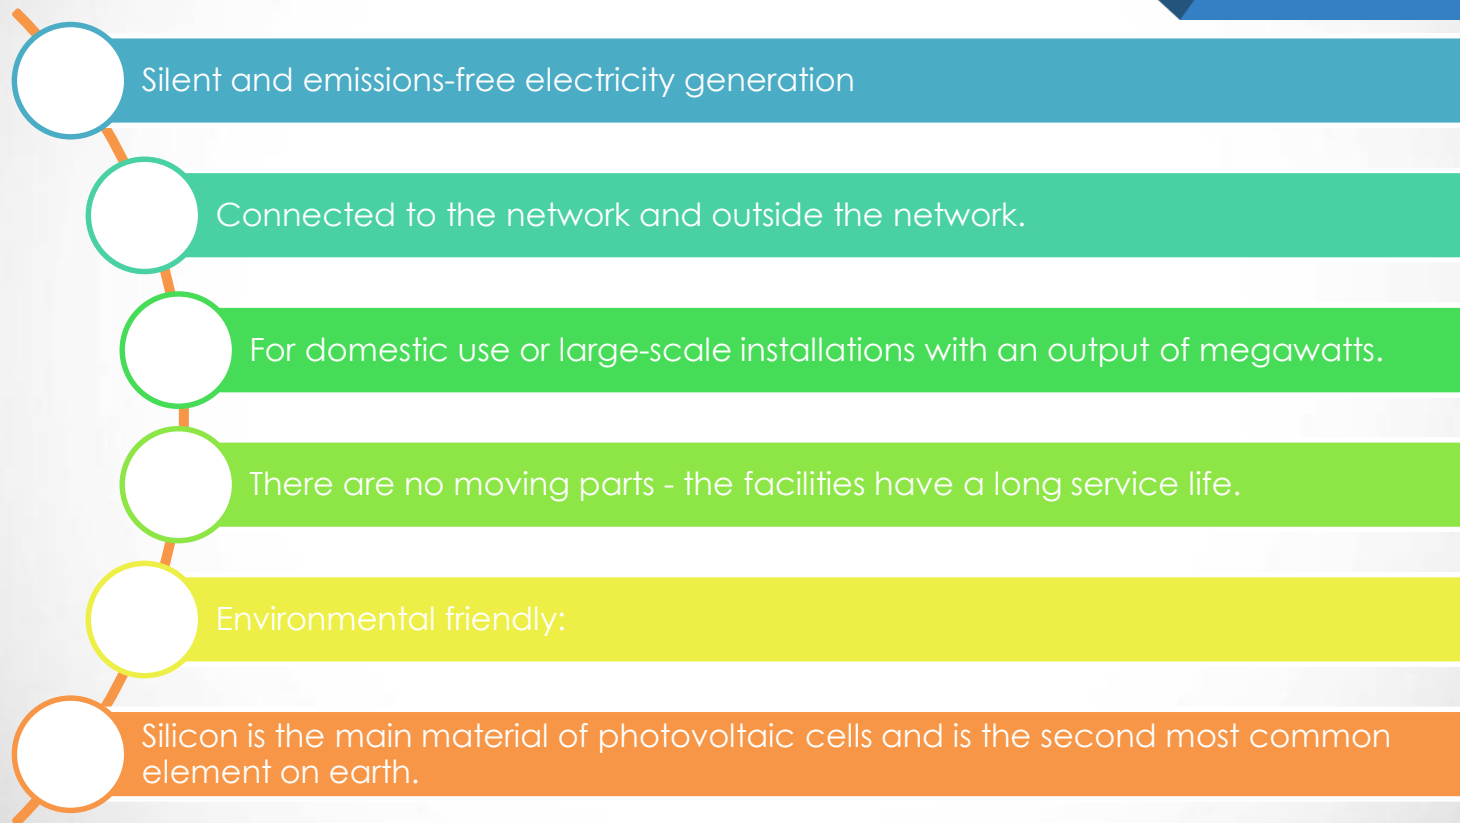 Silent and emissions-free electricity generation
Connected to the network and outside the network.
For domestic use or large-scale installations with an output of megawatts.
There are no moving parts - the facilities have a long service life.
Environmental friendly:
Silicon is the main material of photovoltaic cells and is the second most common
element on earth.